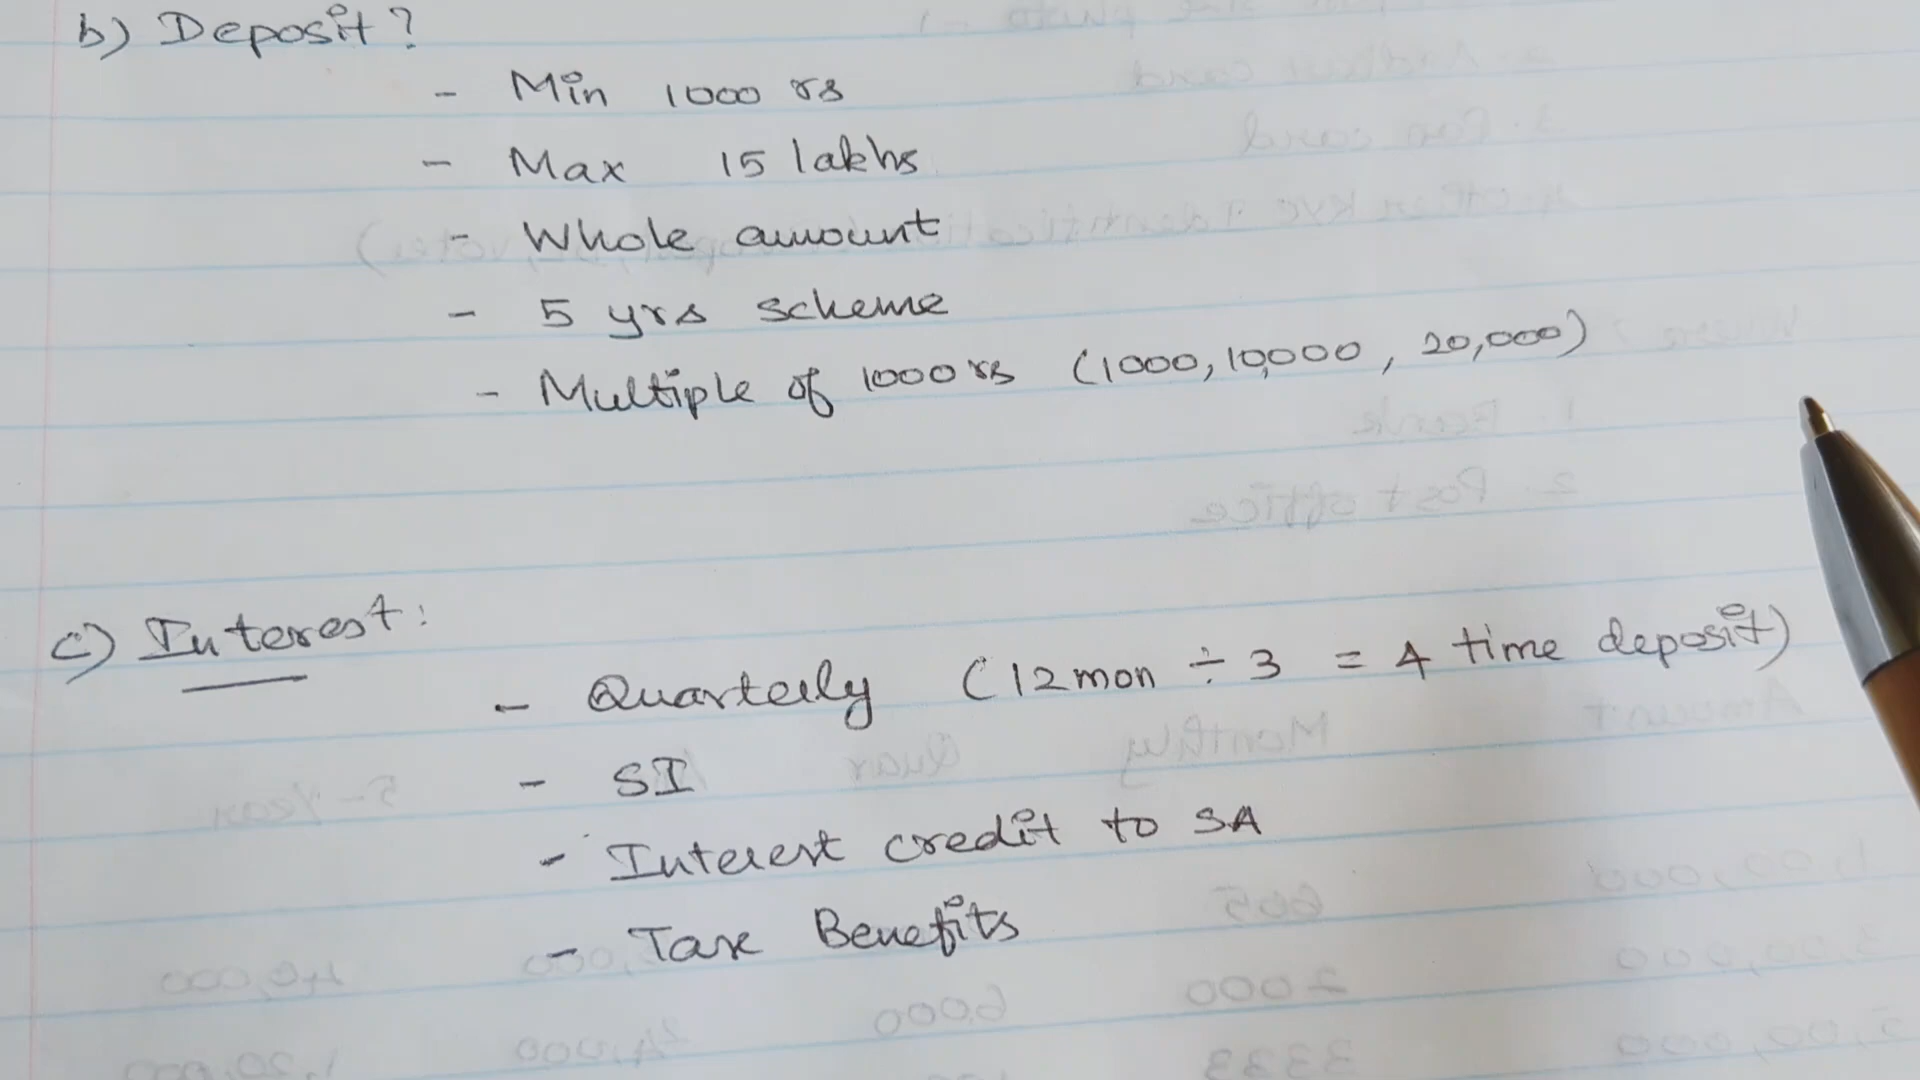 b) Deposit?
- Min 1000 rs
- Max 15 lakhs
- Whole amount
- 5 yrs scheme
- Multiple of 1000 rs (1000, 10,000, 20,000)
c) Interest:
- Quarterly (12 mon ÷ 3 = 4 time deposit)
- SI
- Interest credit to SA
- Tax Benefits